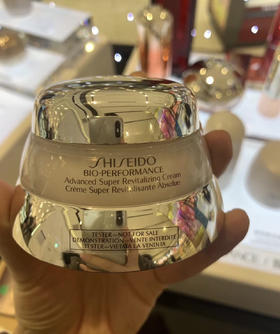 SHISEIDO
BIO-PERFORMANCE
Advanced Super Revitalizing Cream
Crème Super Revitalisante Absolue
TESTER—NOT FOR SALE
DEMONSTRATION—VENTE INTERDITE
TESTER—VIETATA LA VENDITA